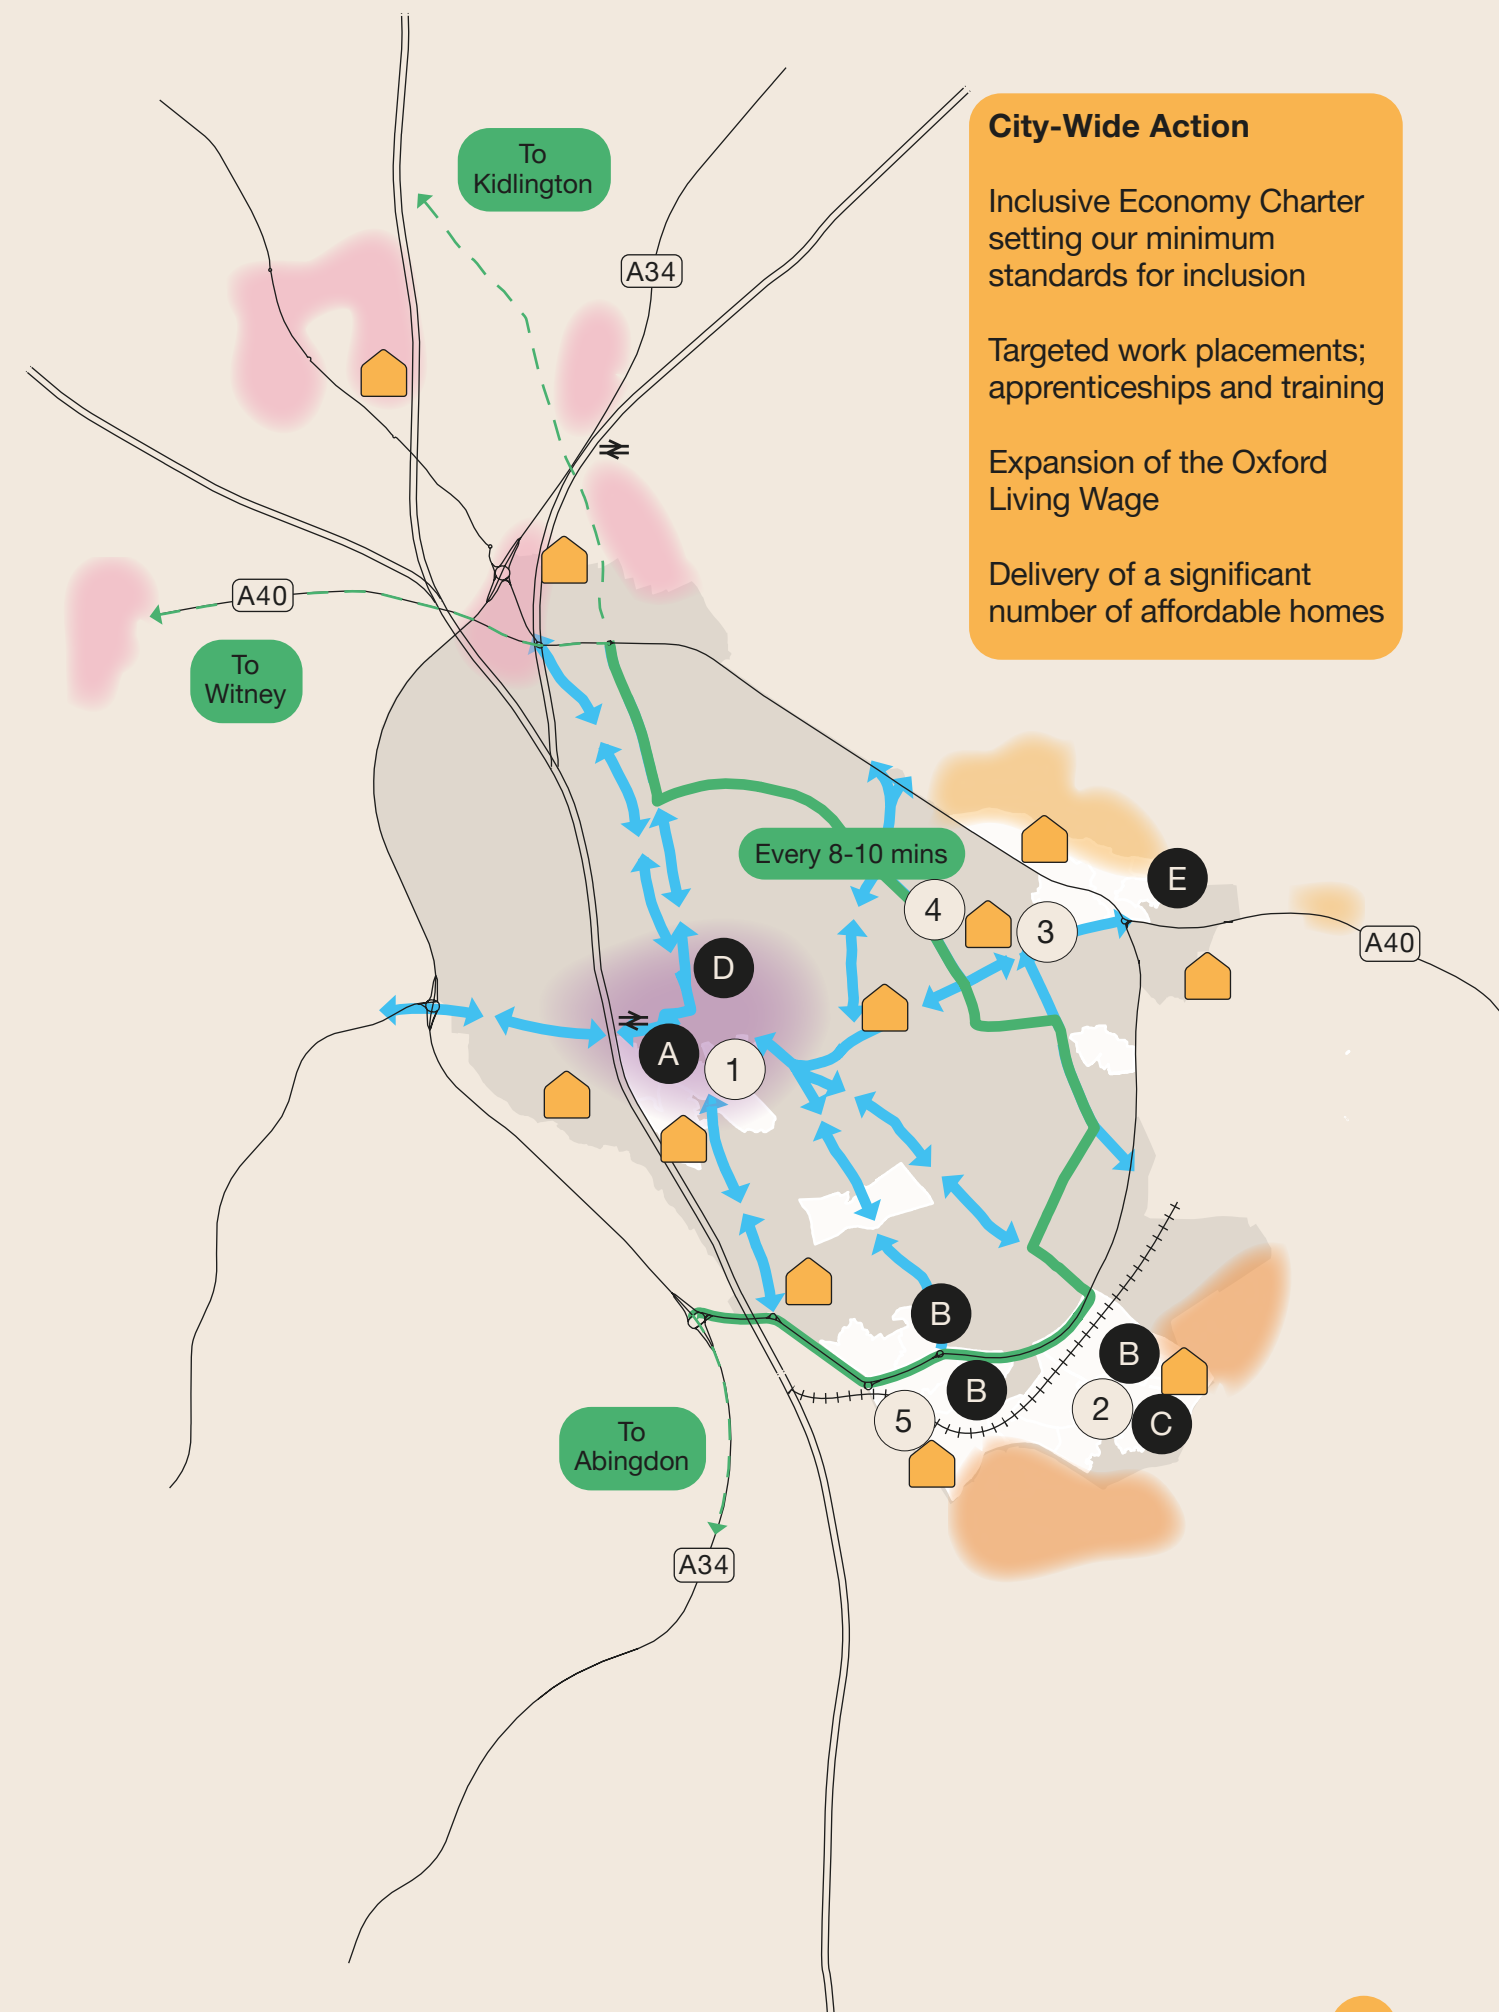 City-Wide Action
Inclusive Economy Charter
setting our minimum
standards for inclusion
Targeted work placements;
apprenticeships and training
Expansion of the Oxford
Living Wage
Delivery of a significant
number of affordable homes
To
Kidlington
A34
A40
To
Witney
Every 8-10 mins
E
4
3
A40
D
A
1
B
B
B
2
C
5
To
Abingdon
A34